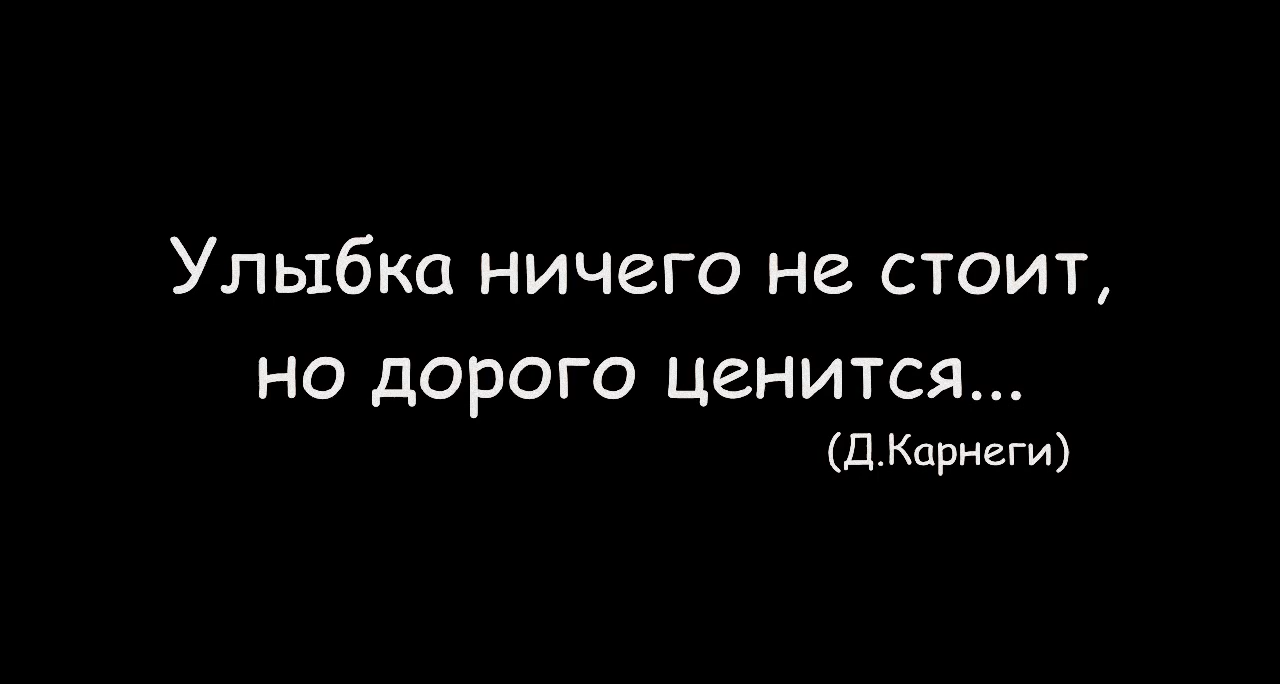 Улыбка ничего не стоит,
но дорого ценится...
(Д.Карнеги)